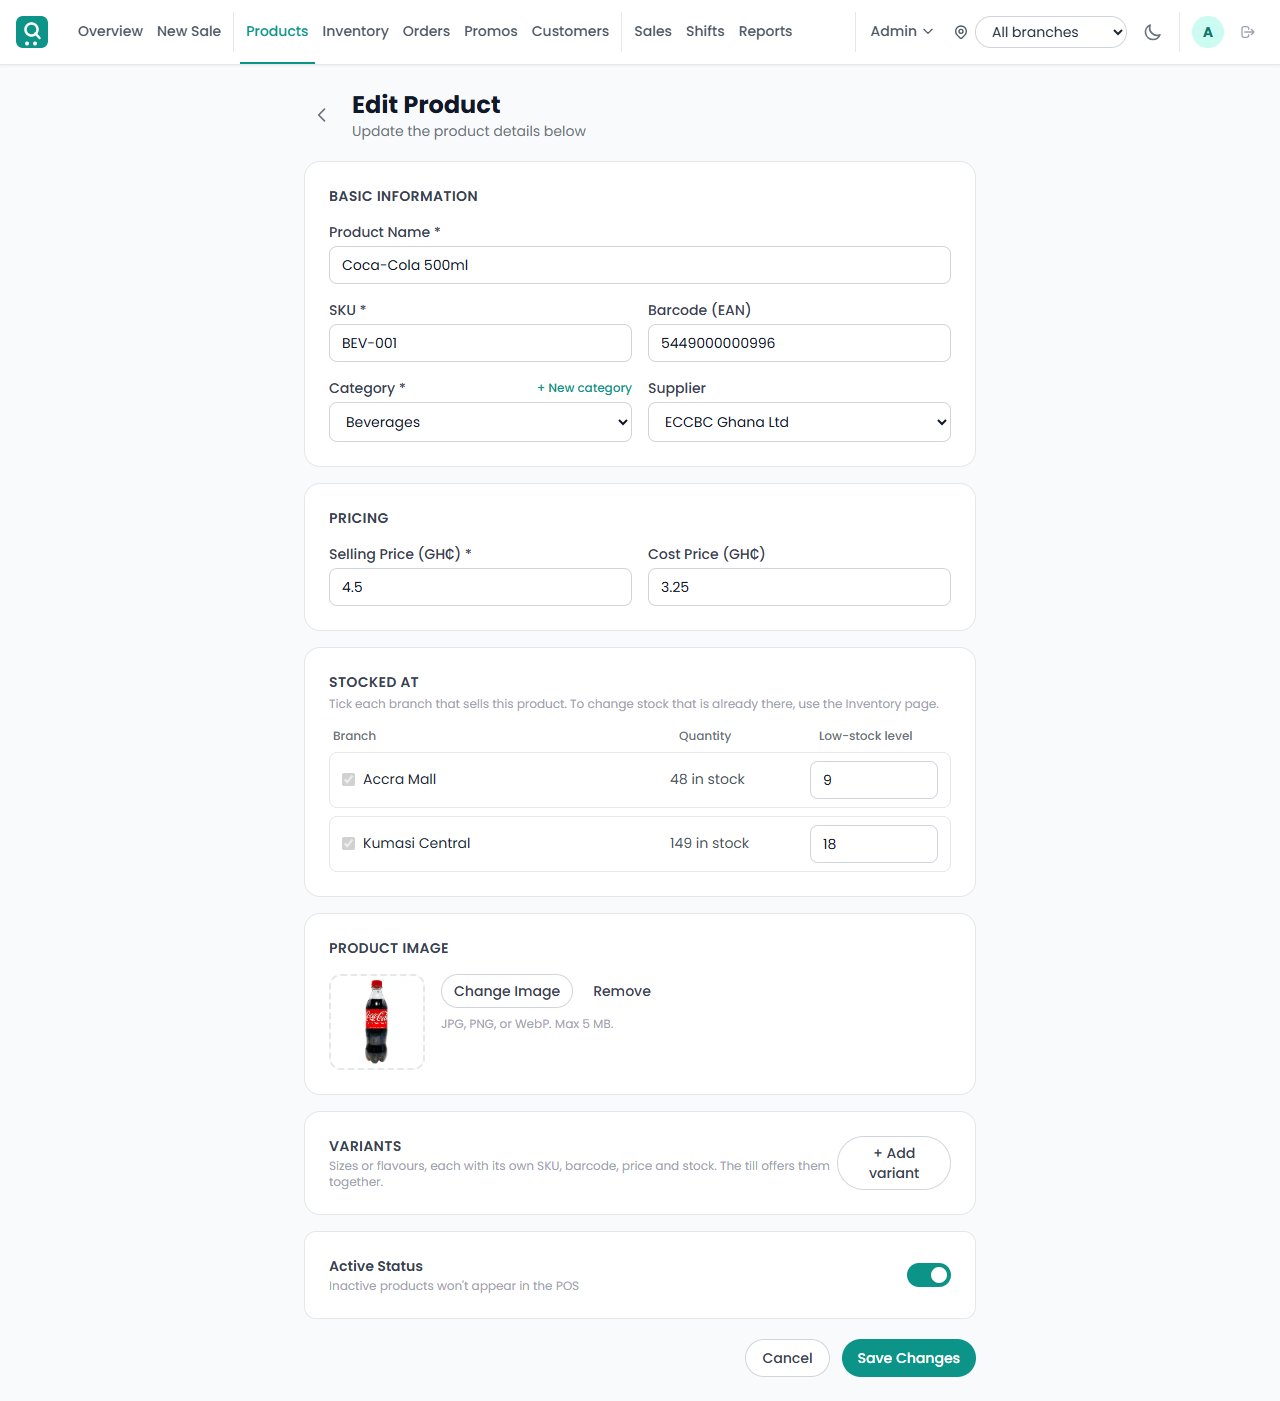 Overview New Sale Products Inventory Orders Promos Customers Sales Shifts Reports Admin All branches A
Edit Product
Update the product details below
BASIC INFORMATION
Product Name *
Coca-Cola 500ml
SKU * Barcode (EAN)
BEV-001 5449000000996
Category * + New category Supplier
Beverages ECCBC Ghana Ltd
PRICING
Selling Price (GH₵) * Cost Price (GH₵)
4.5 3.25
STOCKED AT
Tick each branch that sells this product. To change stock that is already there, use the Inventory page.
Branch Quantity Low-stock level
Accra Mall 48 in stock 9
Kumasi Central 149 in stock 18
PRODUCT IMAGE
Coca-Cola
Change Image Remove
JPG, PNG, or WebP. Max 5 MB.
VARIANTS
Sizes or flavours, each with its own SKU, barcode, price and stock. The till offers them
together.
+ Add
variant
Active Status
Inactive products won't appear in the POS
Cancel Save Changes